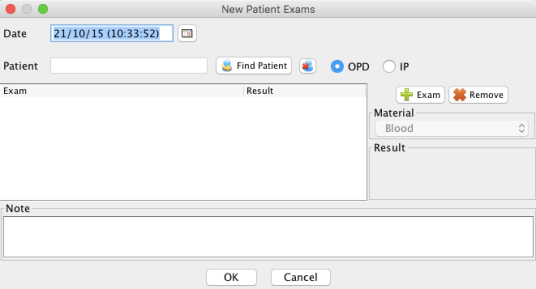 New Patient Exams
Date 21/10/15 (10:33:52)
Patient Find Patient OPD IP
Exam Result
Exam Remove
Material
Blood
Result
Note
OK Cancel